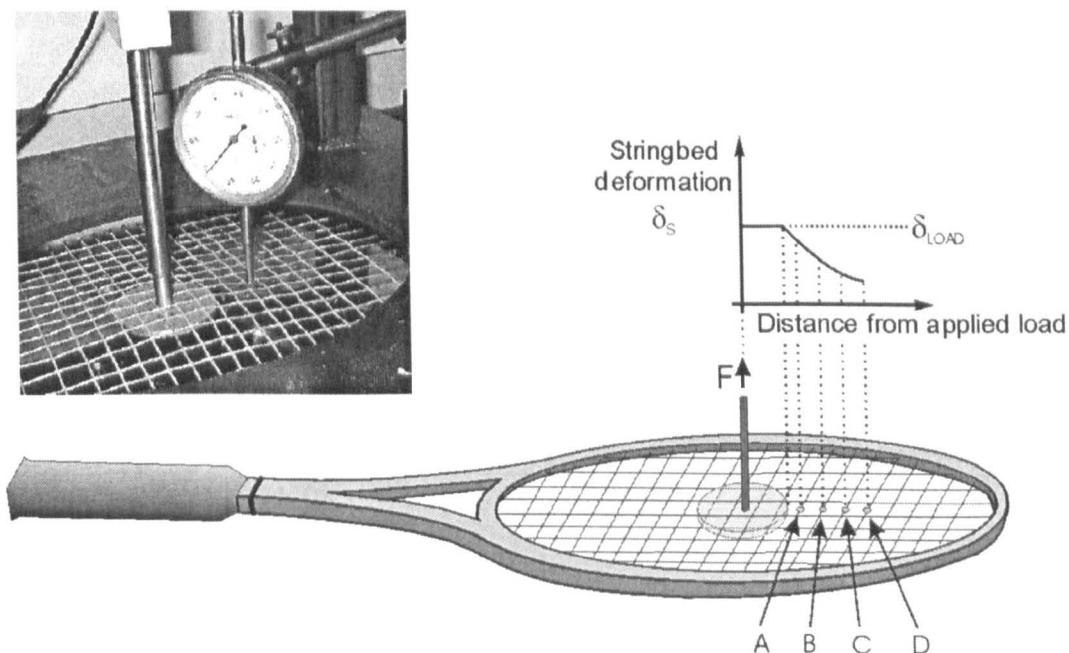 Stringbed
deformation
δS
δLOAD
Distance from applied load
F
A B C D